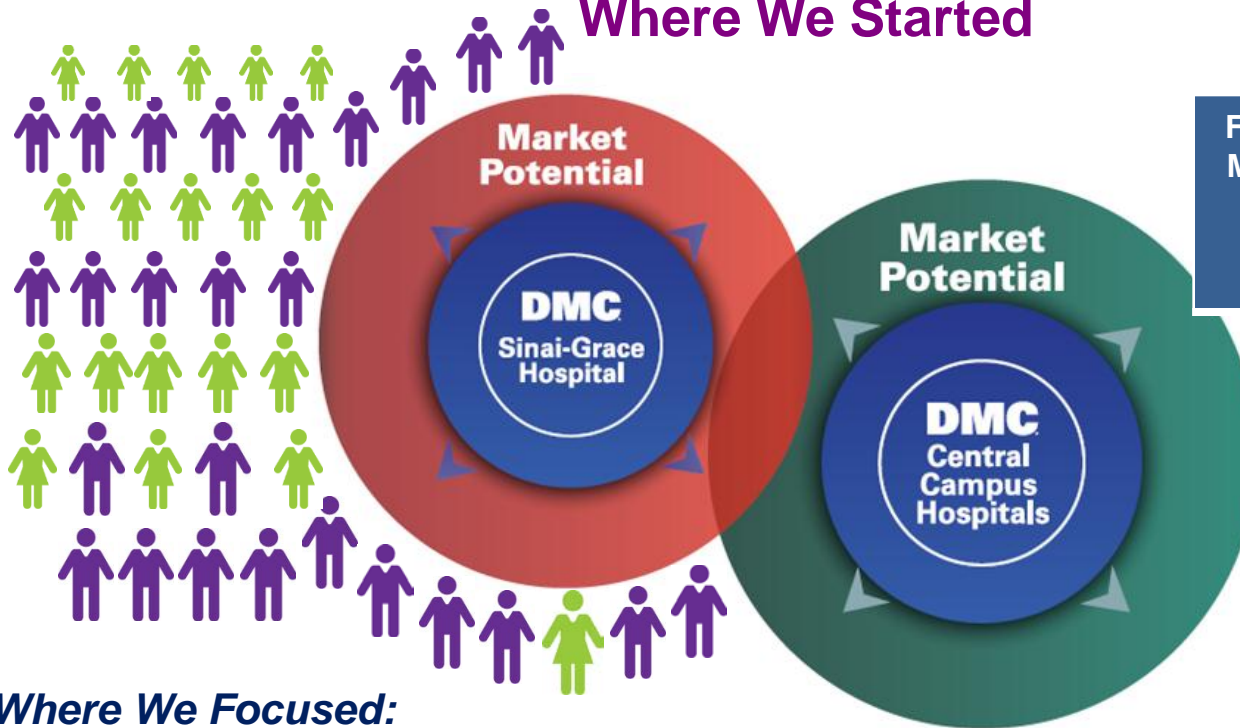 Where We Started
Market
Potential
DMC
Sinai-Grace
Hospital
Market
Potential
DMC
Central
Campus
Hospitals
Where We Focused: